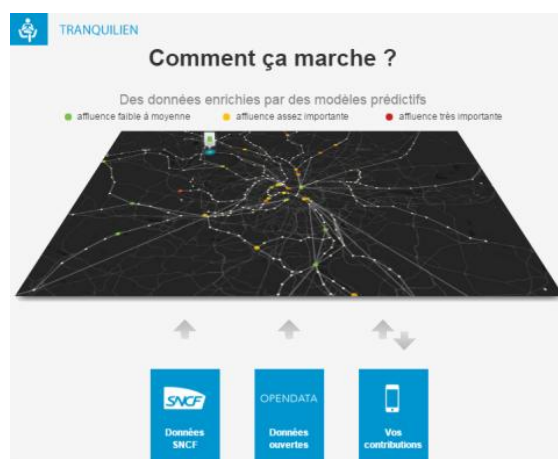 TRANQUILIEN
Comment ça marche ?
Des données enrichies par des modèles prédictifs
affluence faible à moyenne affluence assez importante affluence très importante
SNCF OPENDATA
Données Données Vos
SNCF ouvertes contributions